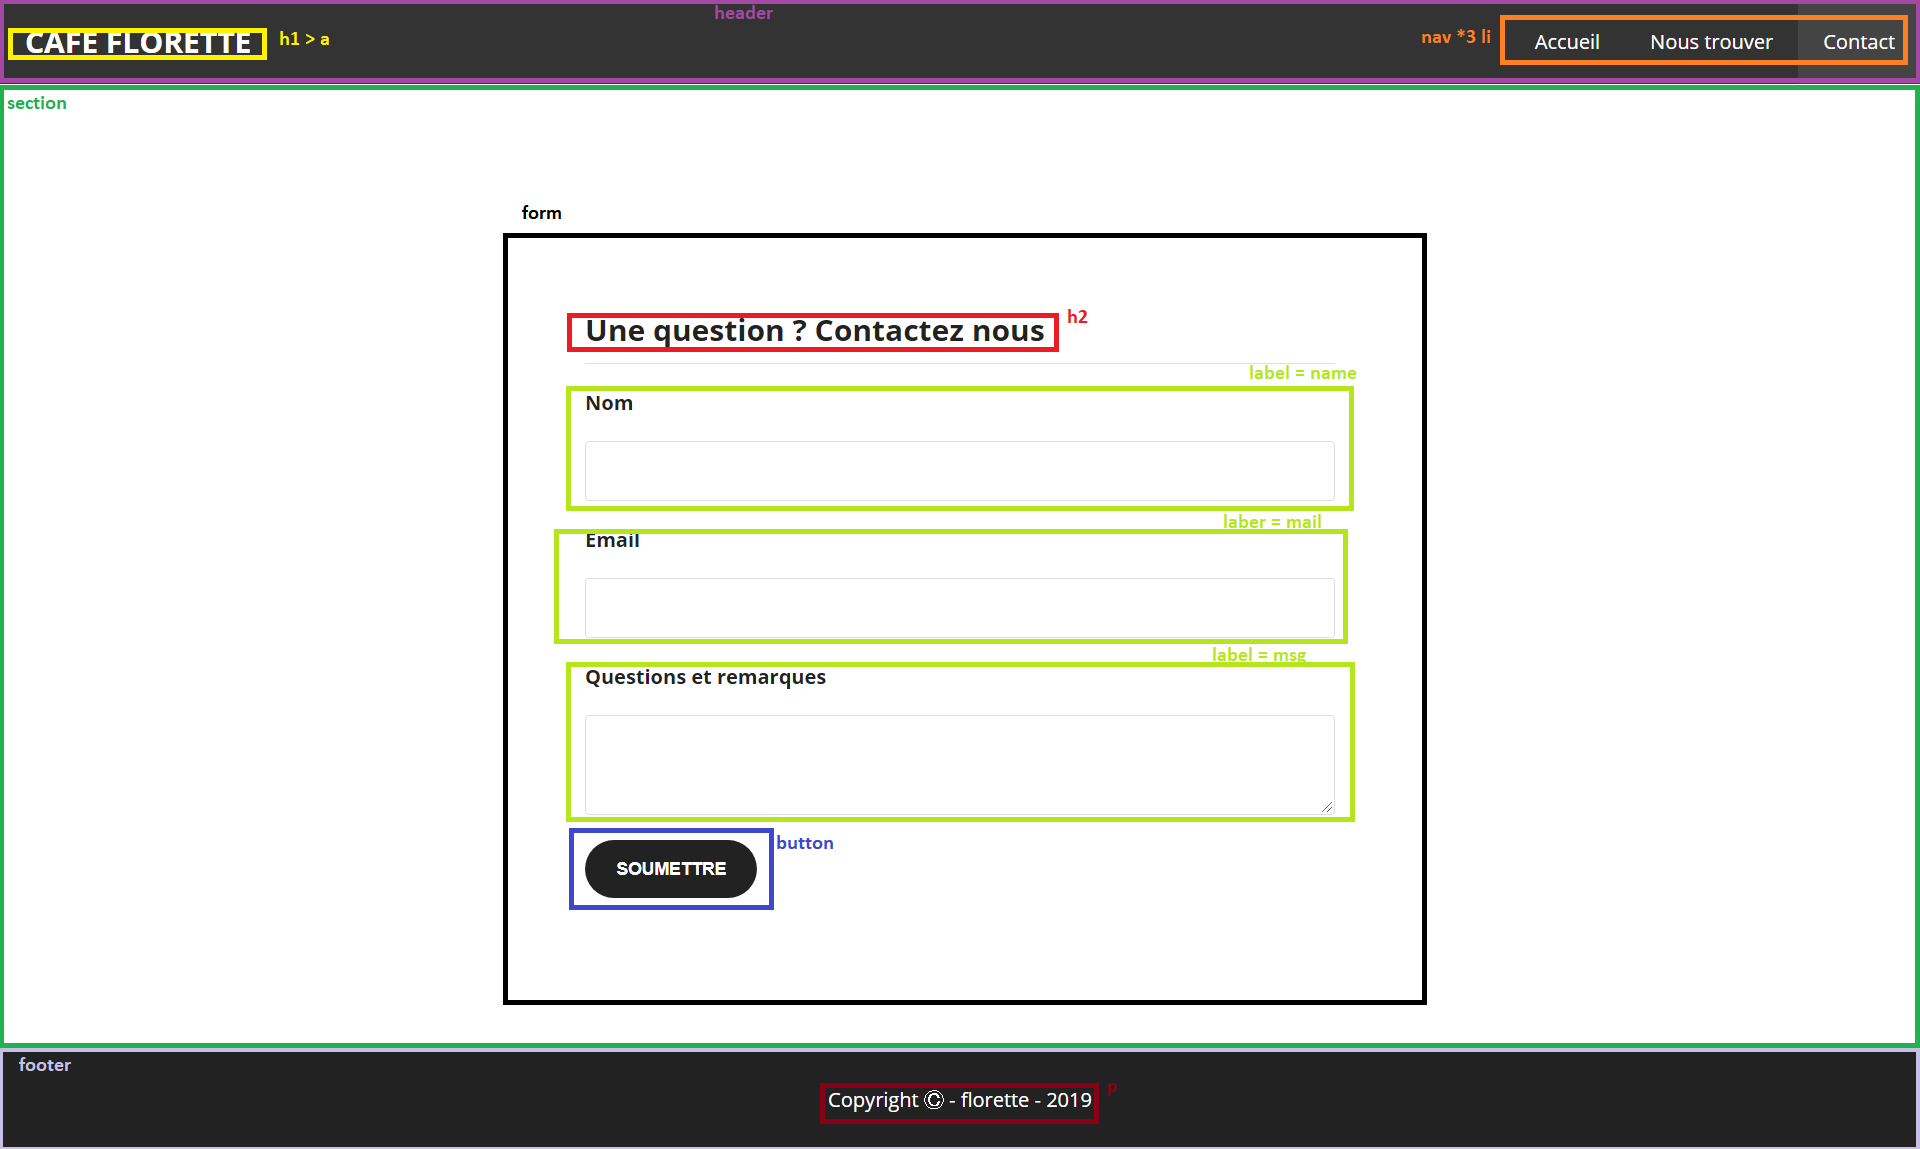 header
CAFE FLORETTE
h1 > a
nav *3 li
Accueil
Nous trouver
Contact
section
form
Une question ? Contactez nous
h2
label = name
Nom
laber = mail
Email
label = msg
Questions et remarques
SOUMETTRE
button
footer
Copyright © - florette - 2019
p